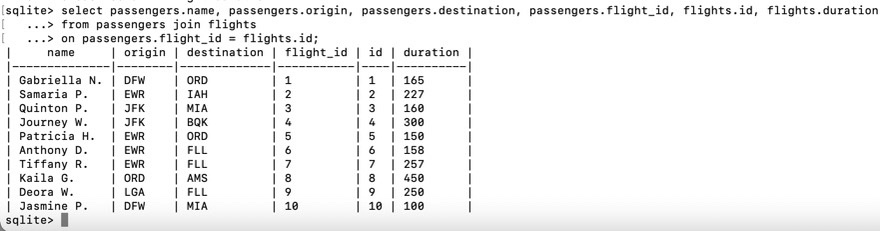 [sqlite> select passengers.name, passengers.origin, passengers.destination, passengers.flight_id, flights.id, flights.duration
[   ...> from passengers join flights
[   ...> on passengers.flight_id = flights.id;
|     name     | origin | destination | flight_id | id | duration |
|--------------|--------|-------------|-----------|----|----------|
| Gabriella N. | DFW    | ORD         | 1         | 1  | 165      |
| Samaria P.   | EWR    | IAH         | 2         | 2  | 227      |
| Quinton P.   | JFK    | MIA         | 3         | 3  | 160      |
| Journey W.   | JFK    | BQK         | 4         | 4  | 300      |
| Patricia H.  | EWR    | ORD         | 5         | 5  | 150      |
| Anthony D.   | EWR    | FLL         | 6         | 6  | 158      |
| Tiffany R.   | EWR    | FLL         | 7         | 7  | 257      |
| Kaila G.     | ORD    | AMS         | 8         | 8  | 450      |
| Deora W.     | LGA    | FLL         | 9         | 9  | 250      |
| Jasmine P.   | DFW    | MIA         | 10        | 10 | 100      |
sqlite>